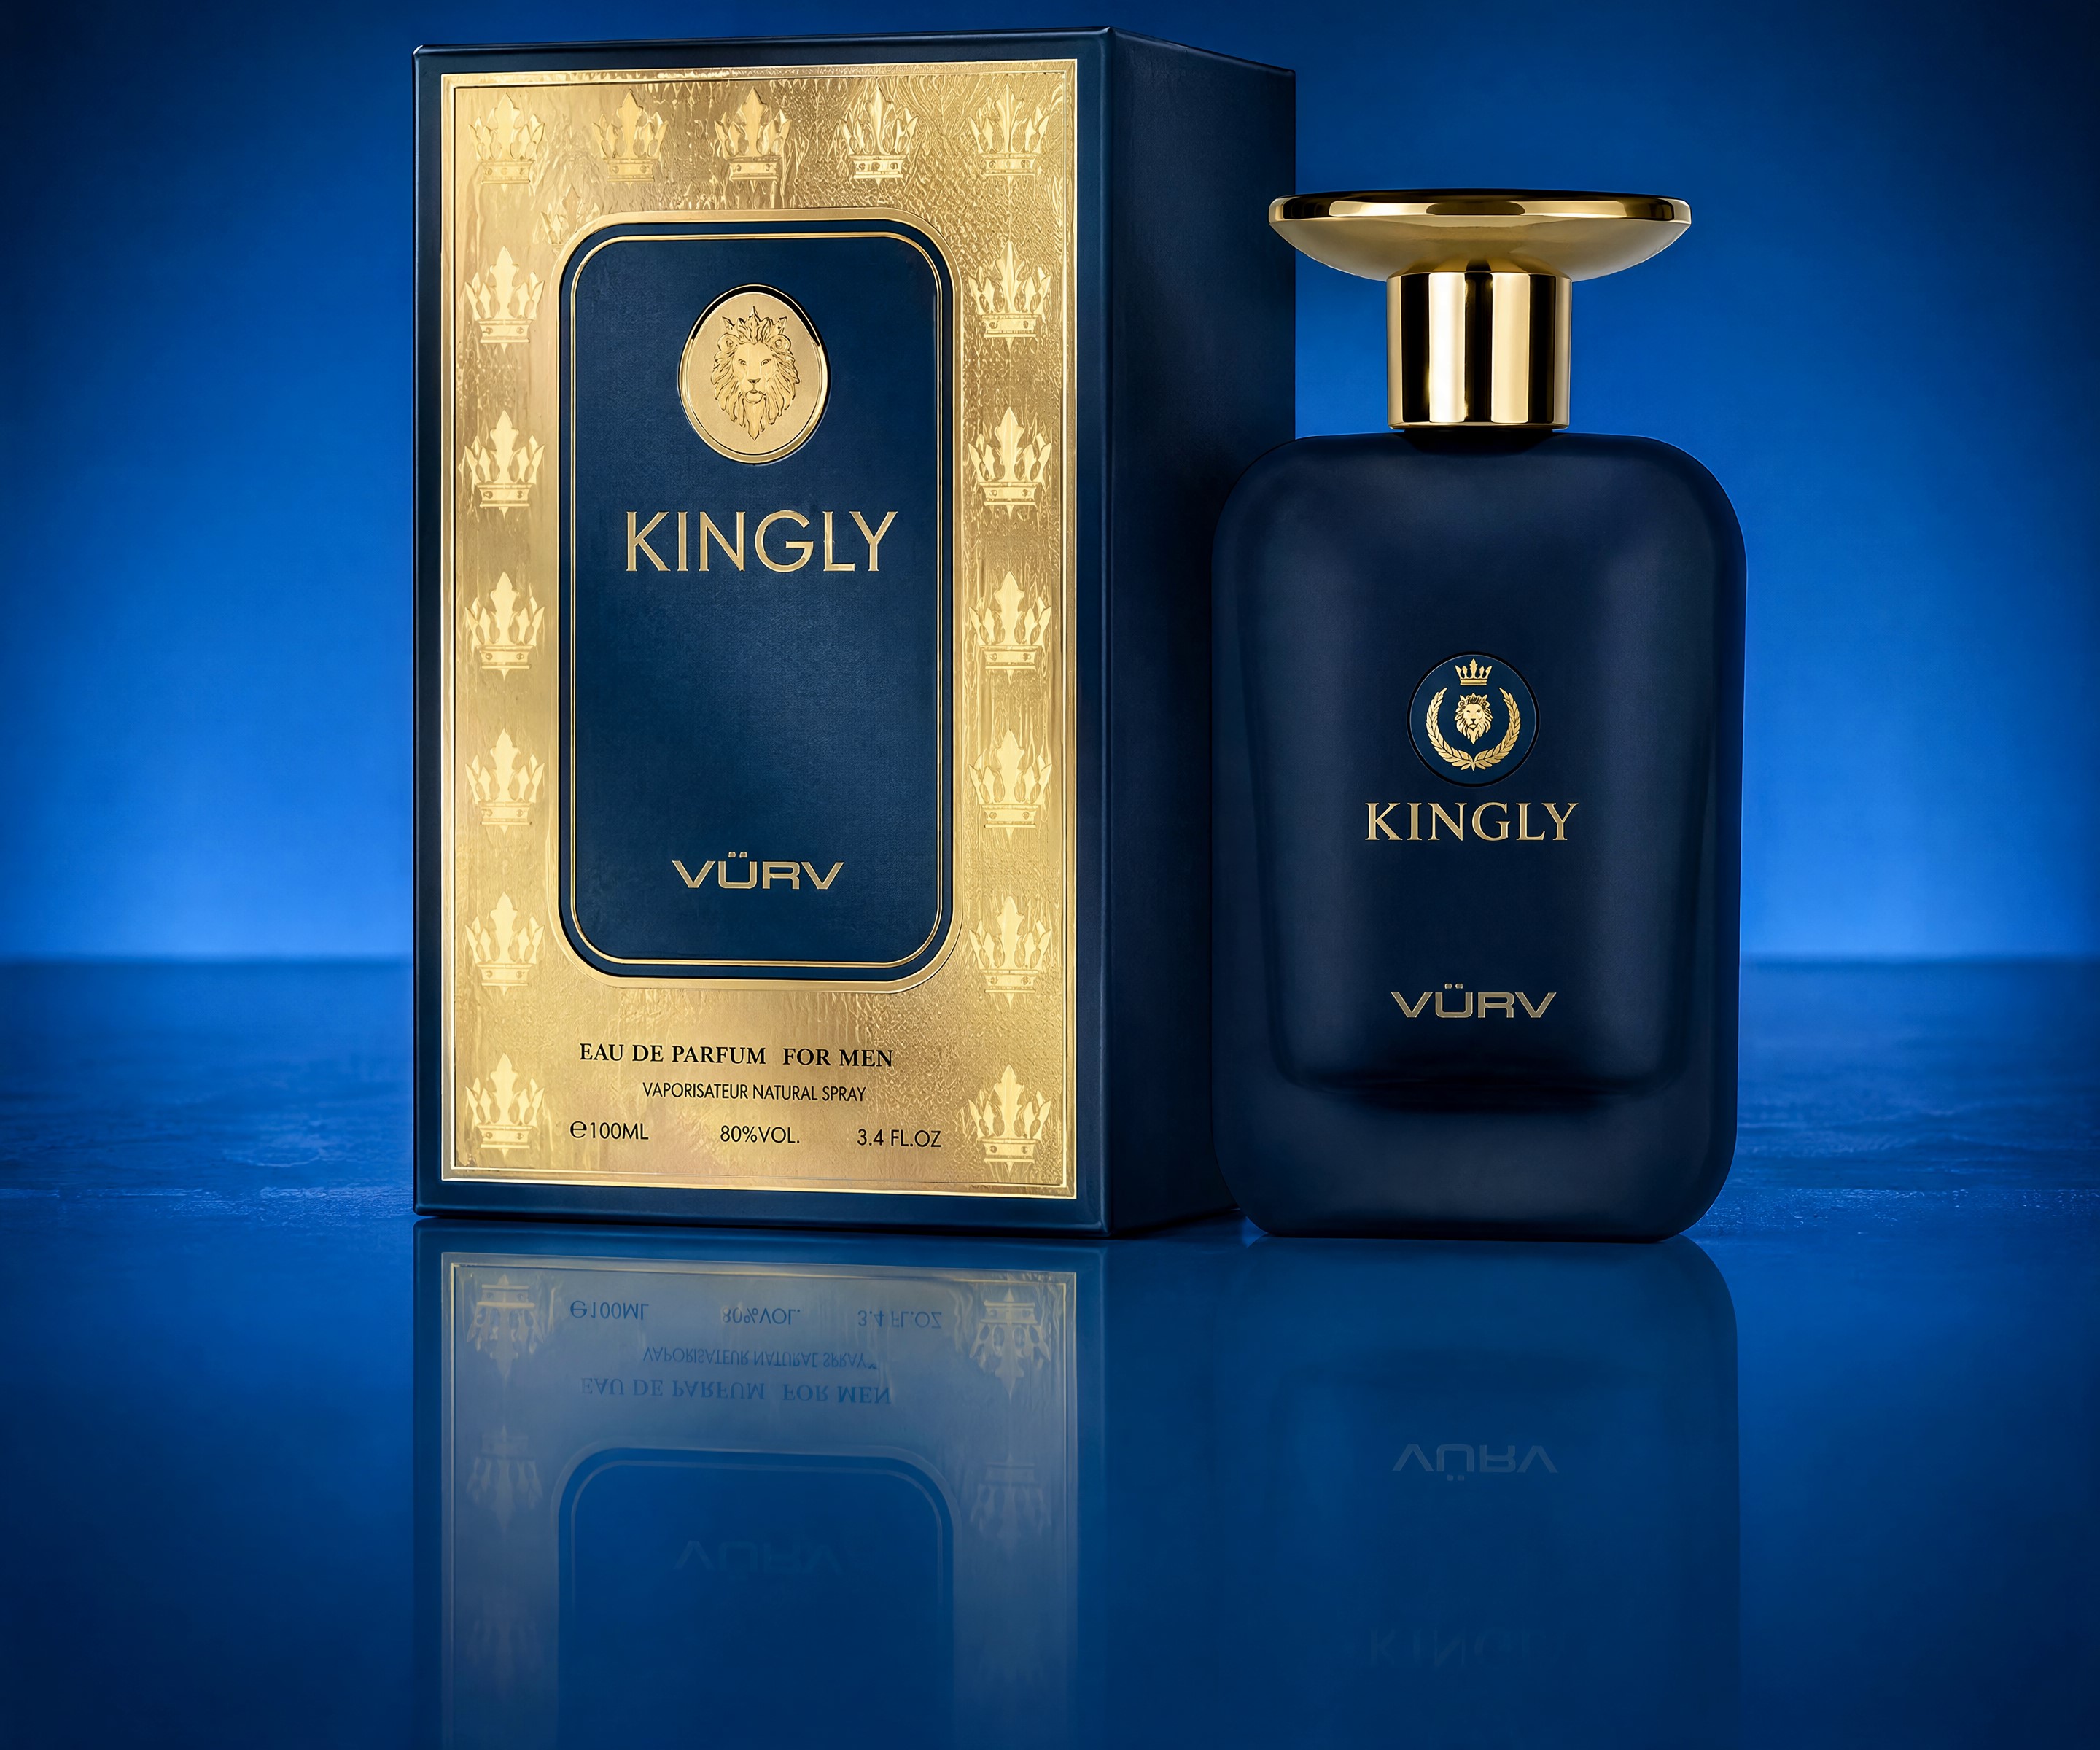 KINGLY
VÜRV
EAU DE PARFUM FOR MEN
VAPORISATEUR NATURAL SPRAY
℮100ML 80%VOL. 3.4 FL.OZ
KINGLY
VÜRV